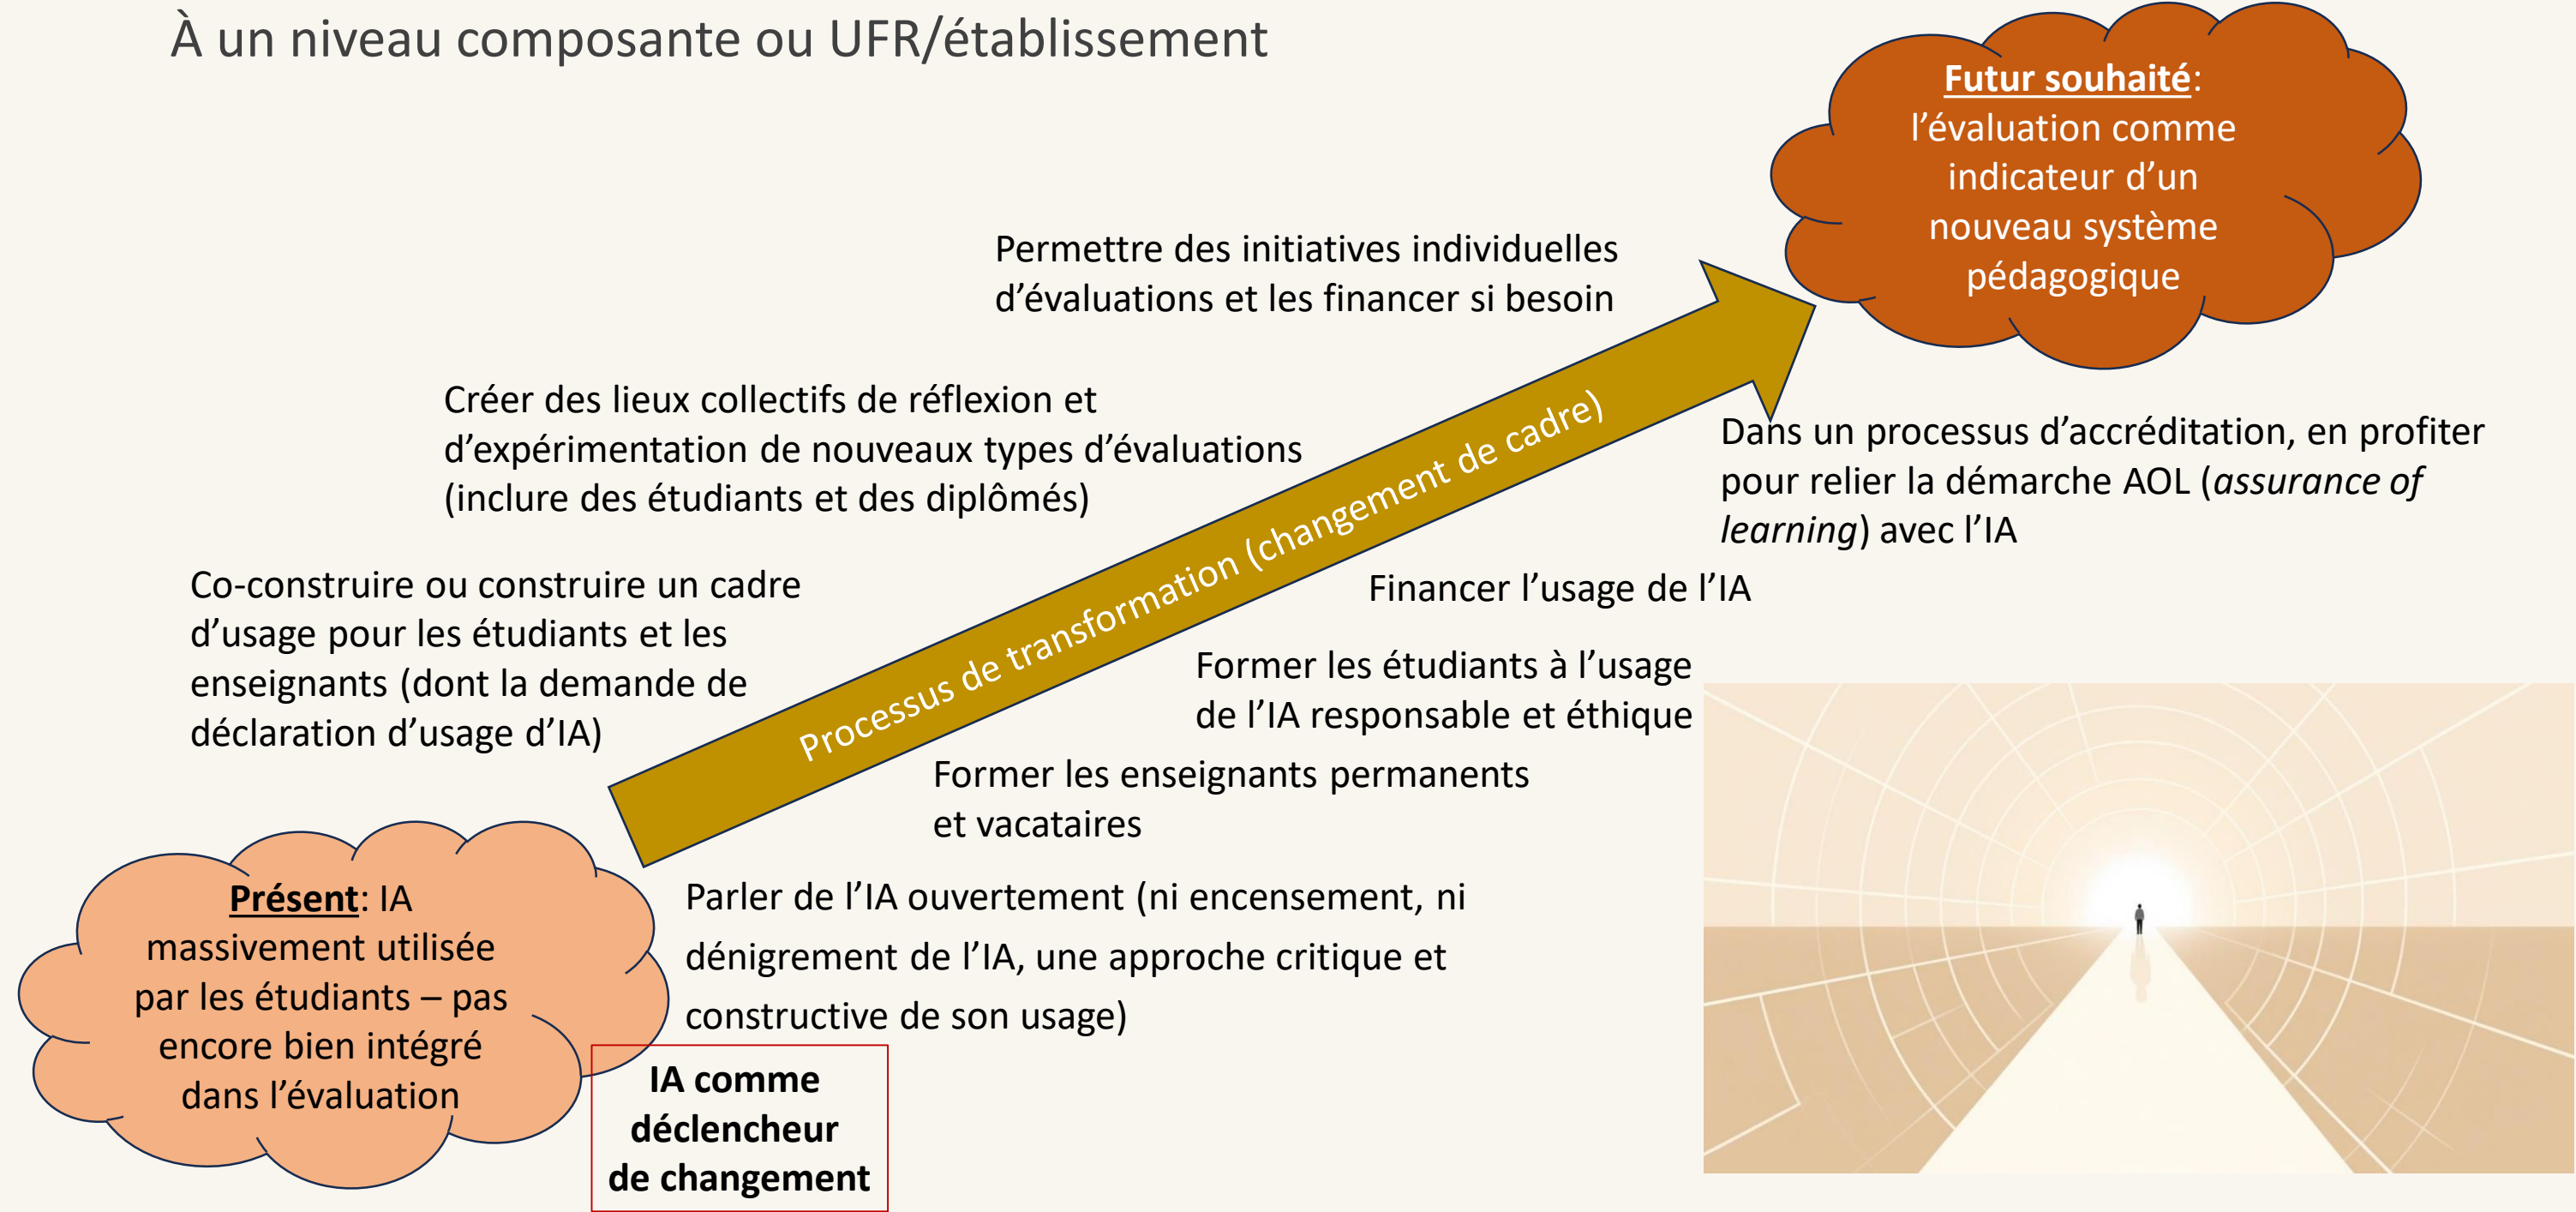 À un niveau composante ou UFR/établissement
Futur souhaité:
l’évaluation comme
indicateur d’un
nouveau système
pédagogique
Permettre des initiatives individuelles
d’évaluations et les financer si besoin
Créer des lieux collectifs de réflexion et
d’expérimentation de nouveaux types d’évaluations
(inclure des étudiants et des diplômés)
Co-construire ou construire un cadre
d’usage pour les étudiants et les
enseignants (dont la demande de
déclaration d’usage d’IA)
Processus de transformation (changement de cadre)
Dans un processus d’accréditation, en profiter
pour relier la démarche AOL (assurance of
learning) avec l’IA
Financer l’usage de l’IA
Former les étudiants à l’usage
de l’IA responsable et éthique
Former les enseignants permanents
et vacataires
Parler de l’IA ouvertement (ni encensement, ni
dénigrement de l’IA, une approche critique et
constructive de son usage)
Présent: IA
massivement utilisée
par les étudiants – pas
encore bien intégré
dans l’évaluation
IA comme
déclencheur
de changement